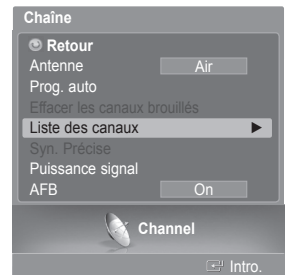 Chaîne
Retour
Antenne Air
Prog. auto
Effacer les canaux brouillés
Liste des canaux
Syn. Précise
Puissance signal
AFB On
Channel
Intro.